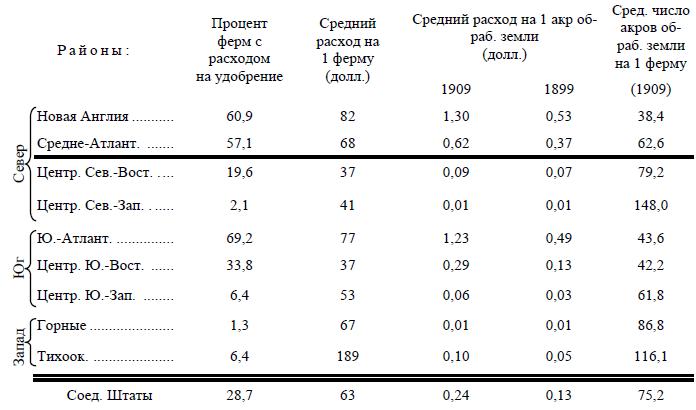 Районы: Процент ферм с расходом на удобрение Средний расход на 1 ферму (долл.) Средний расход на 1 акр обраб. земли (долл.) Сред. число акров обраб. земли на 1 ферму
1909 1899 (1909)
Север
Новая Англия ........... 60,9 82 1,30 0,53 38,4
Средне-Атлант. ....... 57,1 68 0,62 0,37 62,6
Центр. Сев.-Вост. .... 19,6 37 0,09 0,07 79,2
Центр. Сев.-Зап. ...... 2,1 41 0,01 0,01 148,0
Юг
Ю.-Атлант. ............... 69,2 77 1,23 0,49 43,6
Центр. Ю.-Вост. ...... 33,8 37 0,29 0,13 42,2
Центр. Ю.-Зап. ........ 6,4 53 0,06 0,03 61,8
Запад
Горные ...................... 1,3 67 0,01 0,01 86,8
Тихоок. ...................... 6,4 189 0,10 0,05 116,1
Соед. Штаты 28,7 63 0,24 0,13 75,2